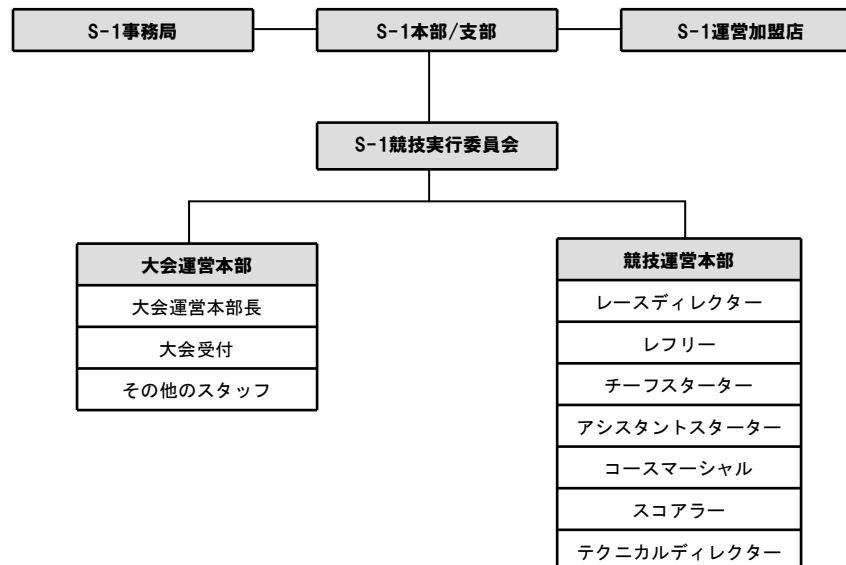 S-1事務局
S-1本部/支部
S-1運営加盟店
S-1競技実行委員会
大会運営本部
大会運営本部長
大会受付
その他のスタッフ
競技運営本部
レースディレクター
レフリー
チーフスターター
アシスタントスターター
コースマーシャル
スコアラー
テクニカルディレクター